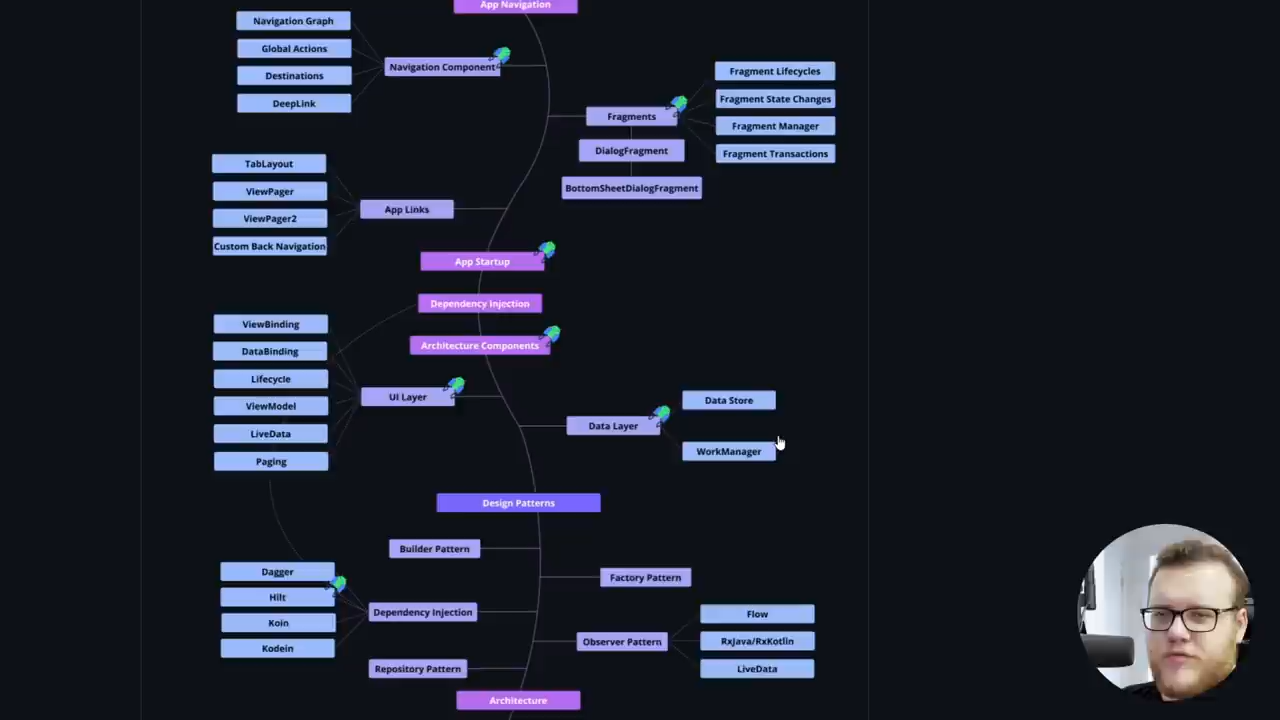 App Navigation
Navigation Graph
Global Actions
Destinations
DeepLink
Navigation Component
Fragments
DialogFragment
BottomSheetDialogFragment
Fragment Lifecycles
Fragment State Changes
Fragment Manager
Fragment Transactions
TabLayout
ViewPager
ViewPager2
Custom Back Navigation
App Links
App Startup
Dependency Injection
Architecture Components
ViewBinding
DataBinding
Lifecycle
ViewModel
LiveData
Paging
UI Layer
Data Layer
Data Store
WorkManager
Design Patterns
Builder Pattern
Factory Pattern
Dagger
Hilt
Koin
Kodein
Dependency Injection
Observer Pattern
Flow
RxJava/RxKotlin
LiveData
Repository Pattern
Architecture